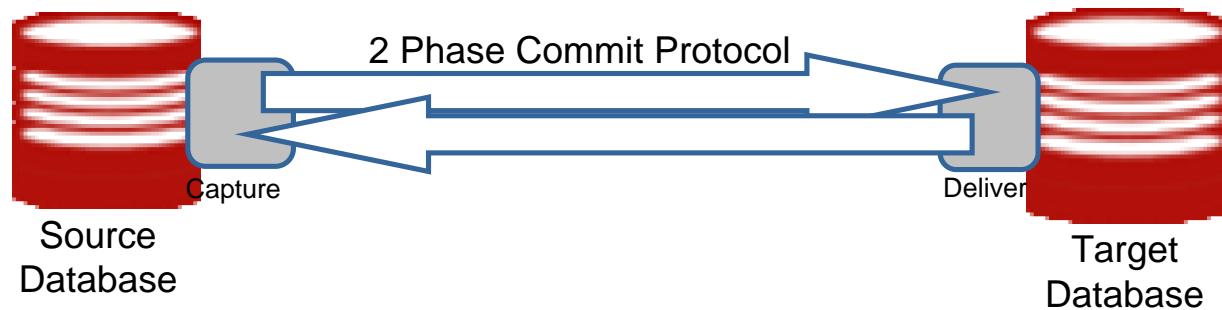 2 Phase Commit Protocol
Capture
Deliver
Source
Database
Target
Database